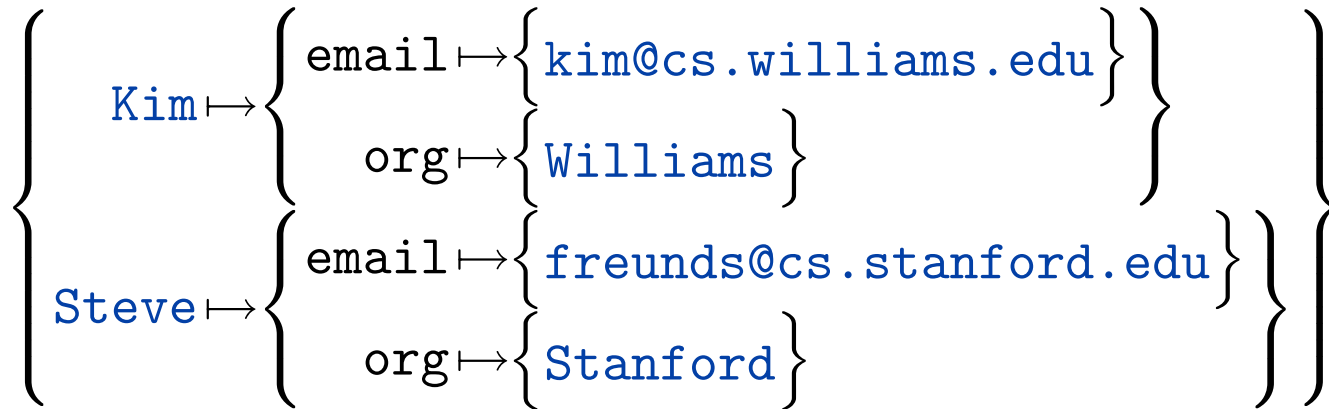 email ↦ {kim@cs.williams.edu}
Kim ↦
org ↦ {Williams}
email ↦ {freunds@cs.stanford.edu}
Steve ↦
org ↦ {Stanford}